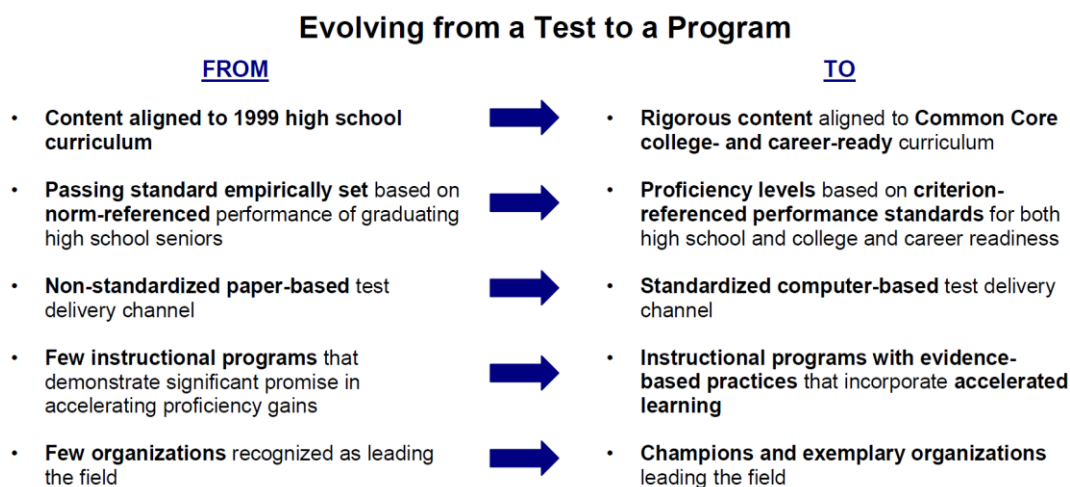 Evolving from a Test to a Program
FROM
TO
• Content aligned to 1999 high school
curriculum
• Rigorous content aligned to Common Core
college- and career-ready curriculum
• Passing standard empirically set based on
norm-referenced performance of graduating
high school seniors
• Proficiency levels based on criterion-
referenced performance standards for both
high school and college and career readiness
• Non-standardized paper-based test
delivery channel
• Standardized computer-based test delivery
channel
• Few instructional programs that
demonstrate significant promise in
accelerating proficiency gains
• Instructional programs with evidence-
based practices that incorporate accelerated
learning
• Few organizations recognized as leading
the field
• Champions and exemplary organizations
leading the field